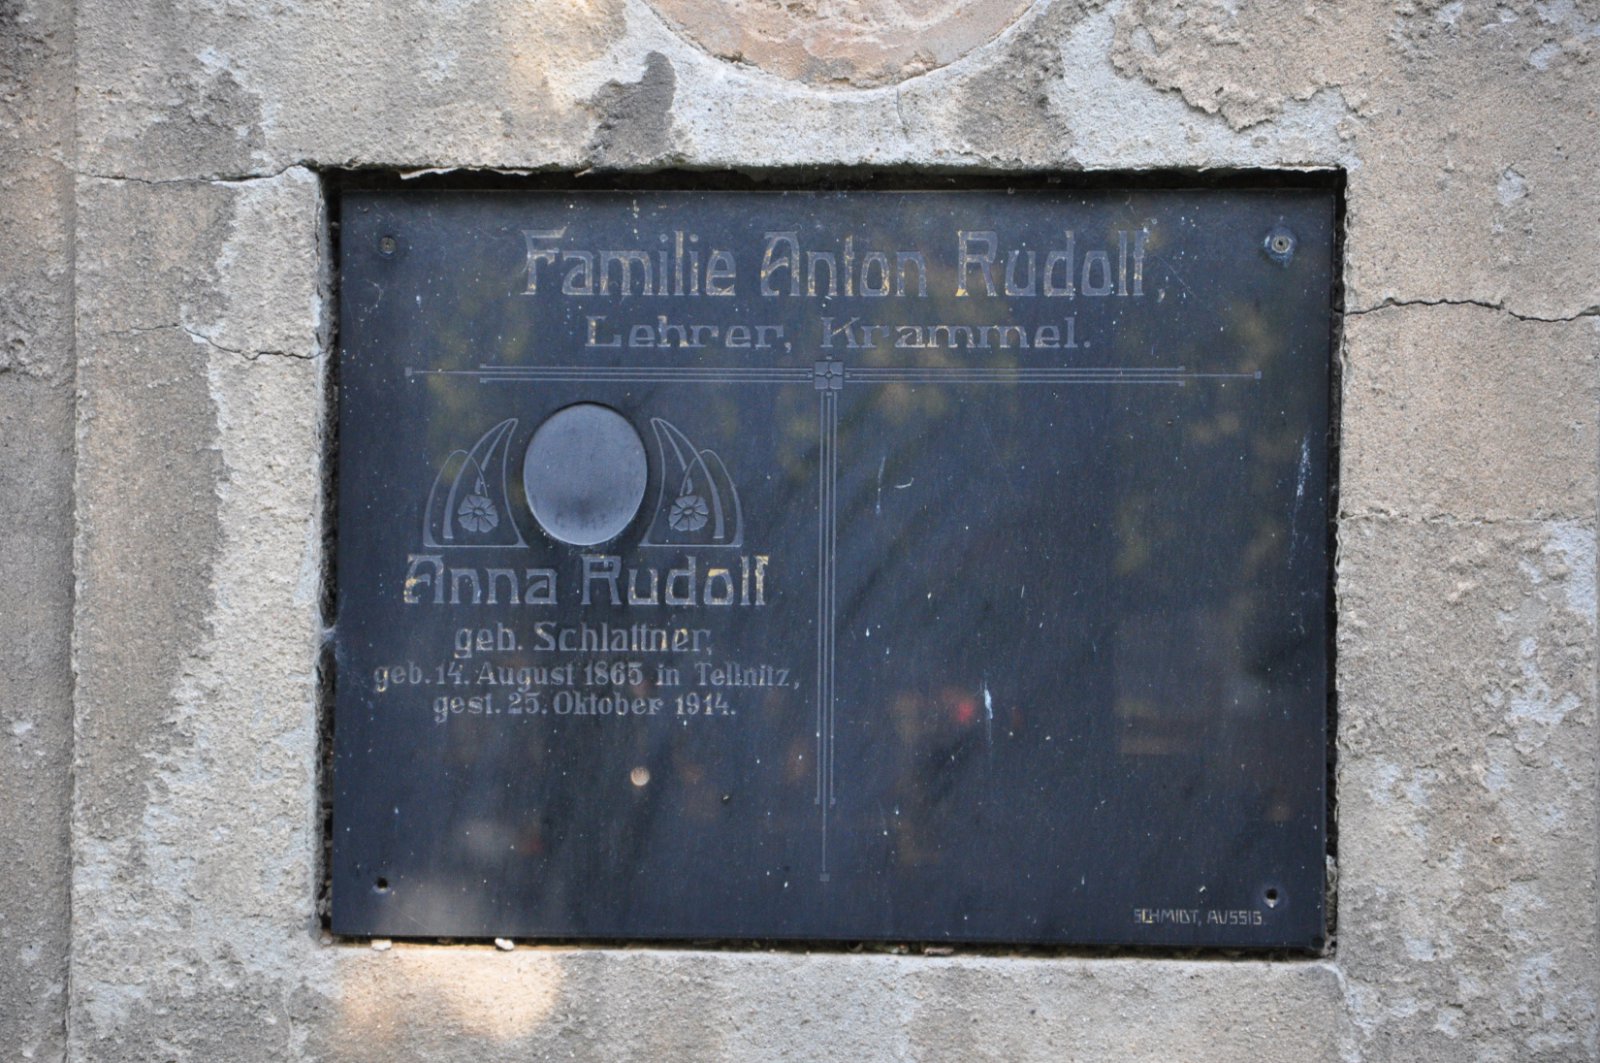 Familie Anton Rudolf,
Lehrer, Krammel.
Anna Rudolf
geb. Schlattner,
geb. 14. August 1865 in Tellnitz,
gest. 25. Oktober 1914.
SCHMIDT, AUSSIG.